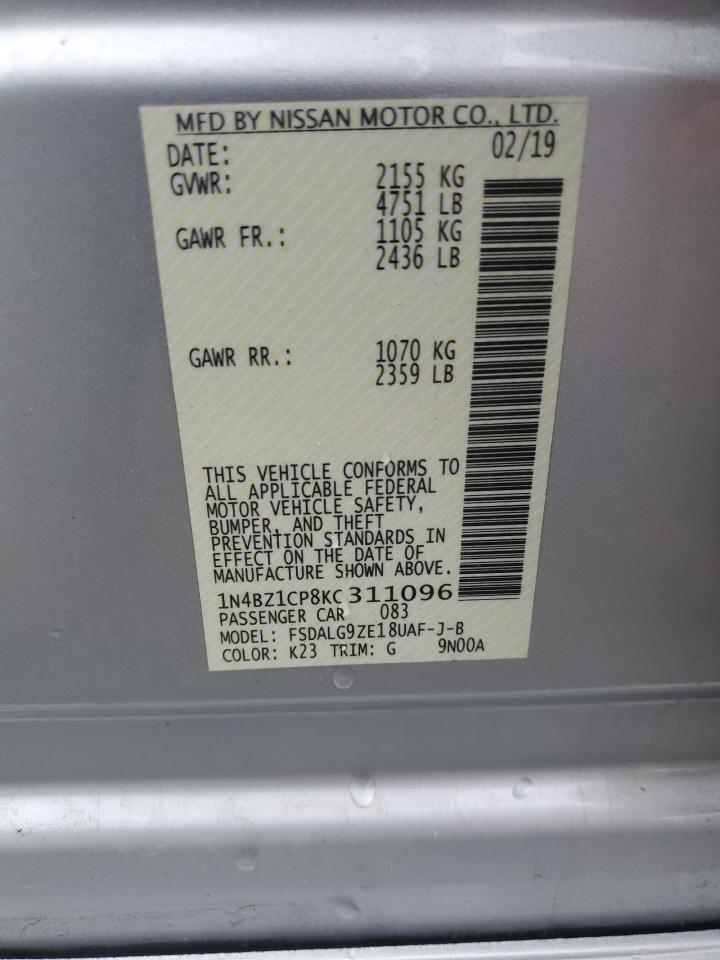 MFD BY NISSAN MOTOR CO., LTD.
DATE: 02/19
GVWR: 2155 KG
4751 LB
GAWR FR.: 1105 KG
2436 LB
GAWR RR.: 1070 KG
2359 LB
THIS VEHICLE CONFORMS TO
ALL APPLICABLE FEDERAL
MOTOR VEHICLE SAFETY,
BUMPER, AND THEFT
PREVENTION STANDARDS IN
EFFECT ON THE DATE OF
MANUFACTURE SHOWN ABOVE.
1N4BZ1CP8KC311096
PASSENGER CAR 083
MODEL: FSDALG9ZE18UAF-J-B
COLOR: K23 TRIM: G 9N00A